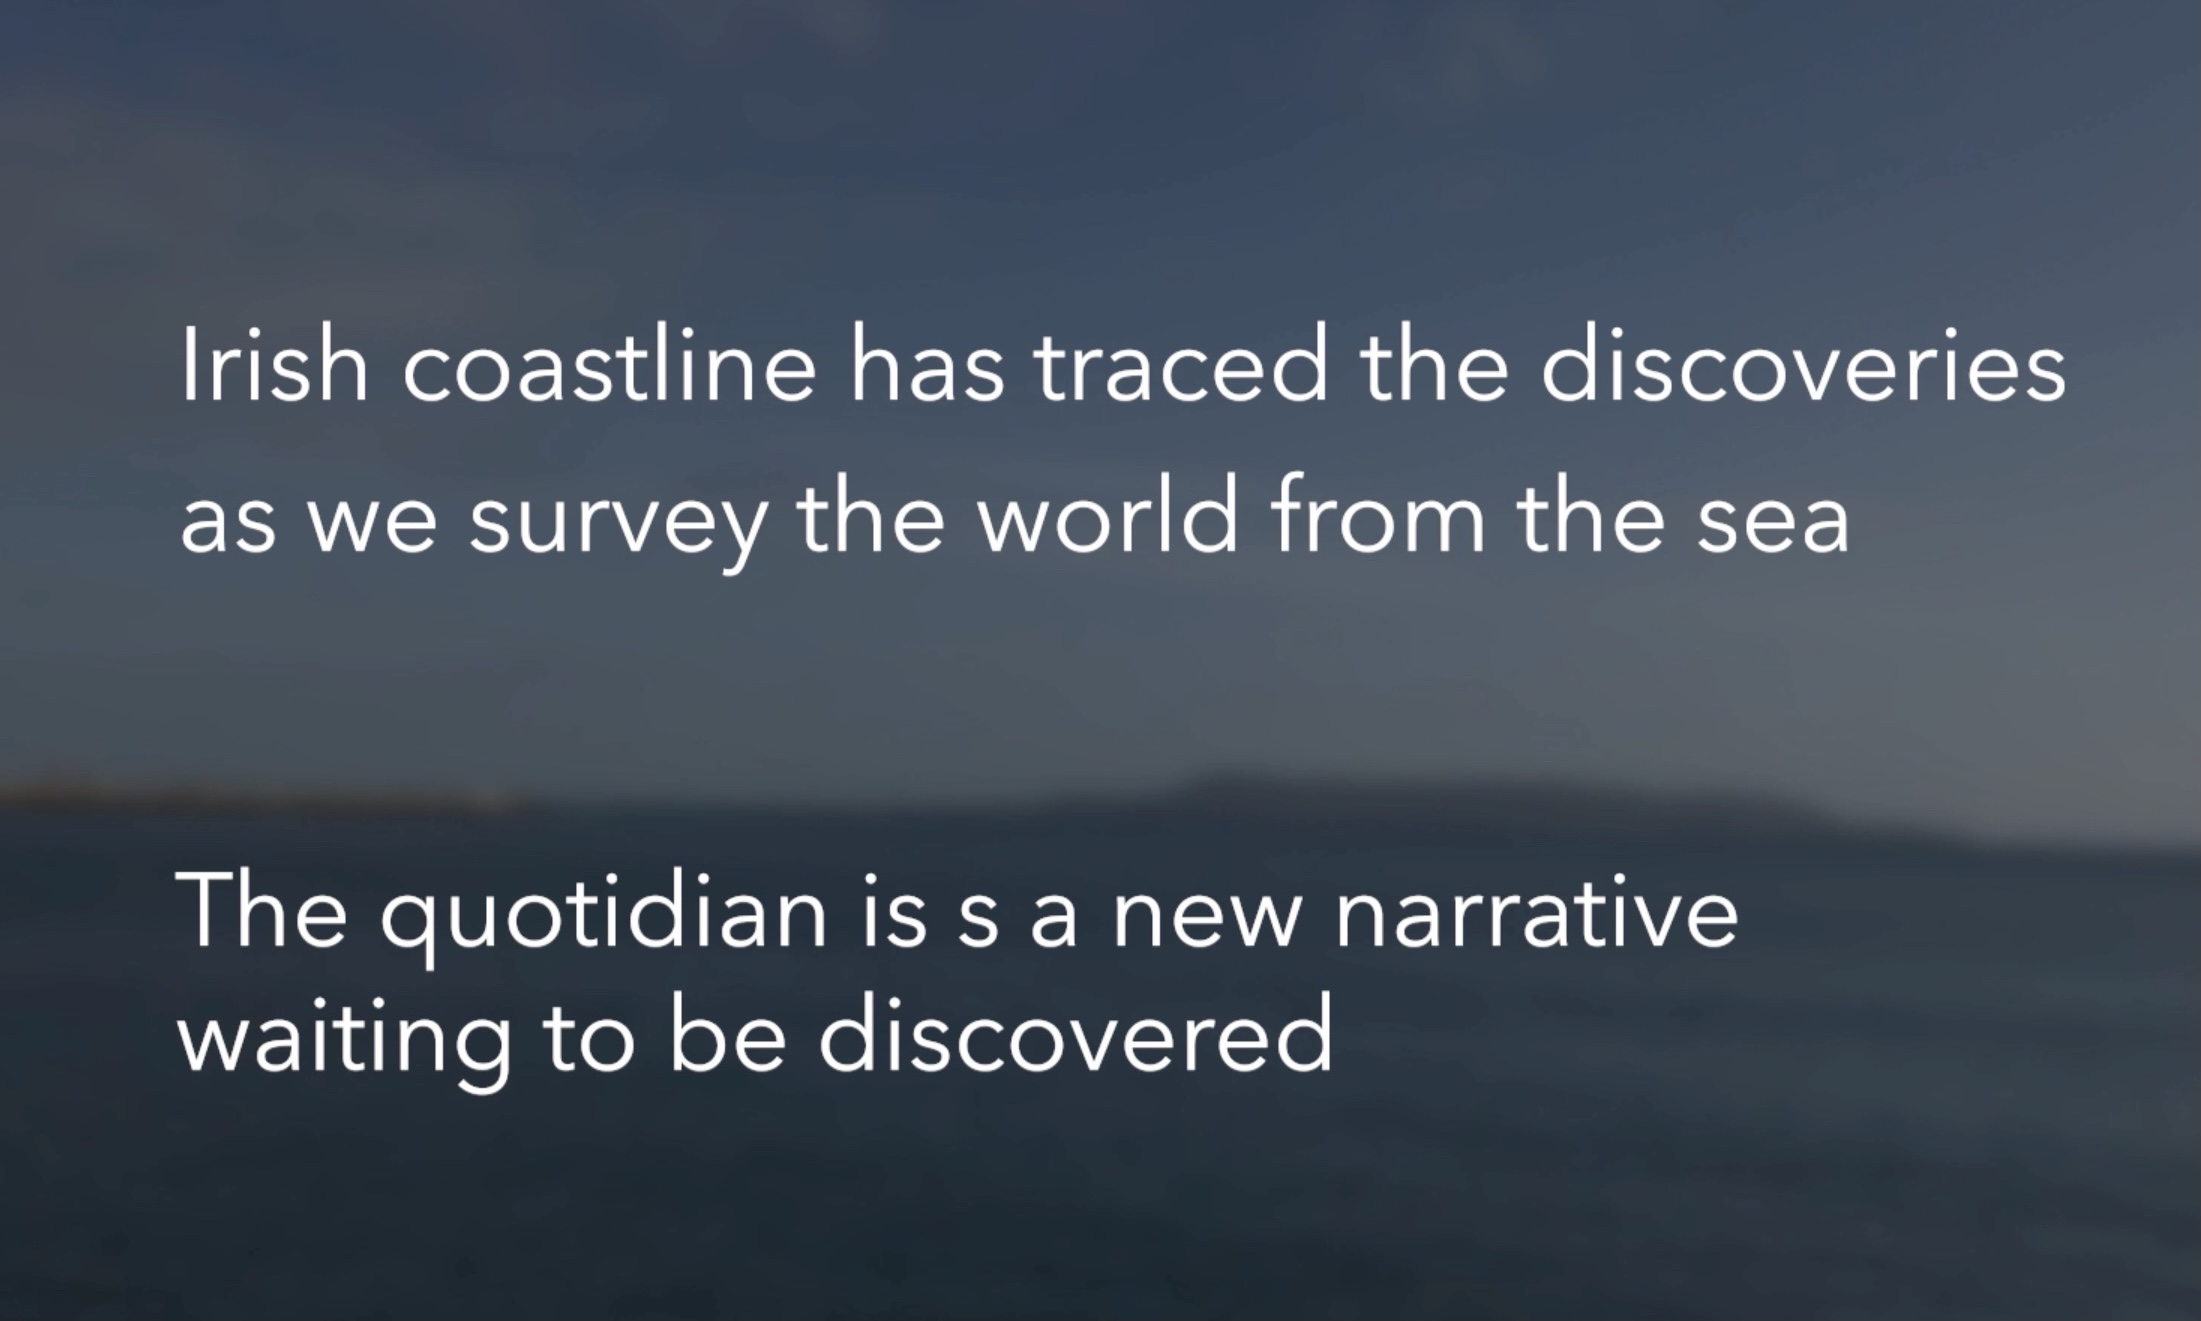 Irish coastline has traced the discoveries
as we survey the world from the sea
The quotidian is s a new narrative
waiting to be discovered